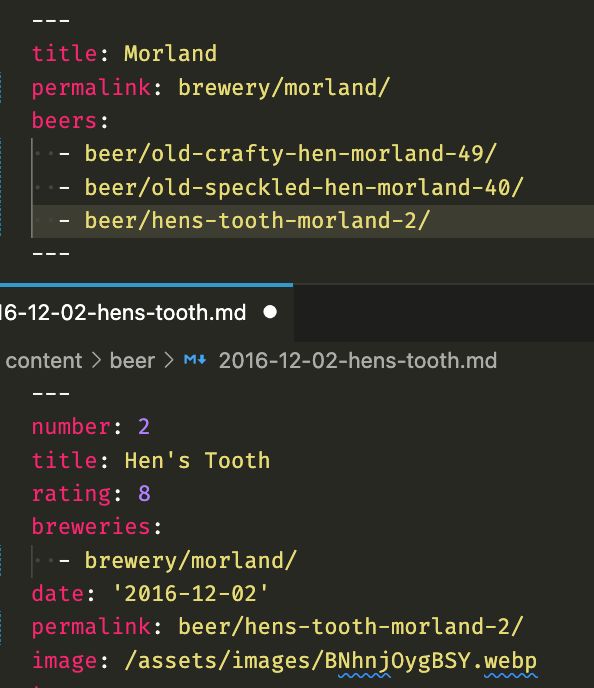 ---
title: Morland
permalink: brewery/morland/
beers:
  - beer/old-crafty-hen-morland-49/
  - beer/old-speckled-hen-morland-40/
  - beer/hens-tooth-morland-2/
---
16-12-02-hens-tooth.md ●
content > beer > 2016-12-02-hens-tooth.md
---
number: 2
title: Hen's Tooth
rating: 8
breweries:
  - brewery/morland/
date: '2016-12-02'
permalink: beer/hens-tooth-morland-2/
image: /assets/images/BNhnjOygBSY.webp